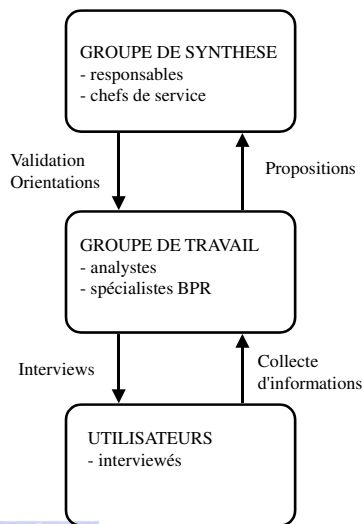 GROUPE DE SYNTHESE
- responsables
- chefs de service
Validation
Orientations
Propositions
GROUPE DE TRAVAIL
- analystes
- spécialistes BPR
Interviews
Collecte
d'informations
UTILISATEURS
- interviewés